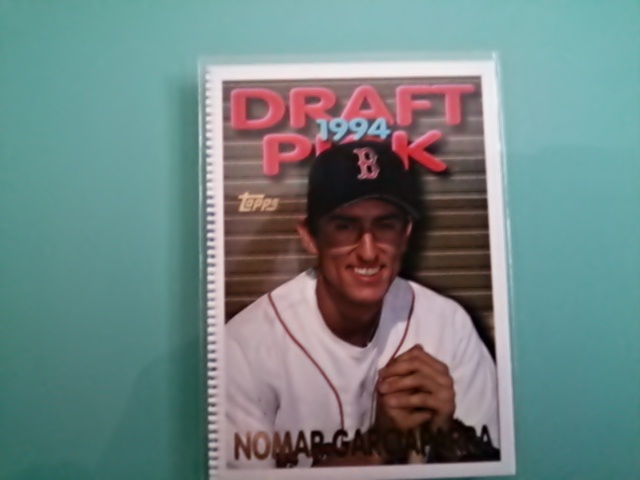 DRAFT
1994
PICK
Topps
B
NOMAR GARCIAPARRA